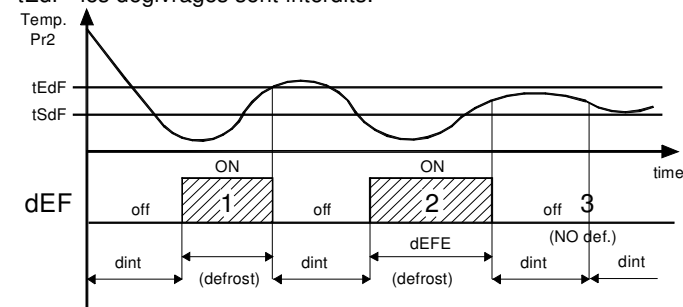 tEdF les dégivrages sont interdits.
Temp.
Pr2
tEdF
tSdF
time
ON
ON
dEF
off
1
off
2
off
3
(NO def.)
dEFE
dint
(defrost)
dint
(defrost)
dint
dint